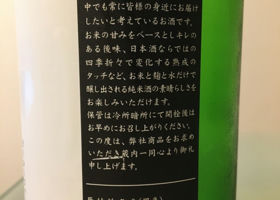 中でも常に皆様の身近にお届け
したいと考えているお酒です。
お米の甘みをベースとしキレの
ある後味、日本酒ならではの
四季折々で変化する熟成の
タッチなど、お米と麹と水だけで
醸し出される純米酒の素晴らしさを
お楽しみいただけます。
保管は冷所暗所にて開栓後は
お早めにお召し上がりください。
この度は、弊社商品をお求め
いただき蔵内一同心より御礼
申し上げます。